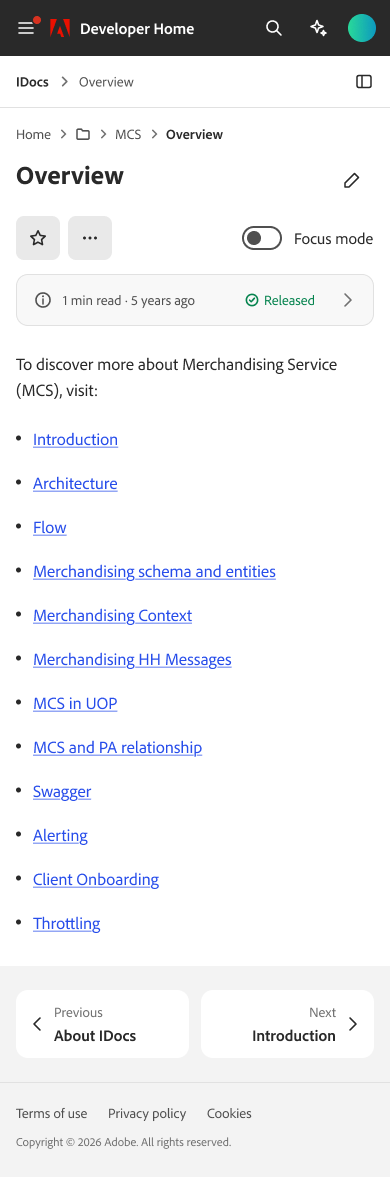 Developer Home
IDocs
Overview
Home
MCS
Overview
Overview
Focus mode
1 min read · 5 years ago
Released
To discover more about Merchandising Service
(MCS), visit:
• Introduction
• Architecture
• Flow
• Merchandising schema and entities
• Merchandising Context
• Merchandising HH Messages
• MCS in UOP
• MCS and PA relationship
• Swagger
• Alerting
• Client Onboarding
• Throttling
Previous
About IDocs
Next
Introduction
Terms of use
Privacy policy
Cookies
Copyright © 2026 Adobe. All rights reserved.